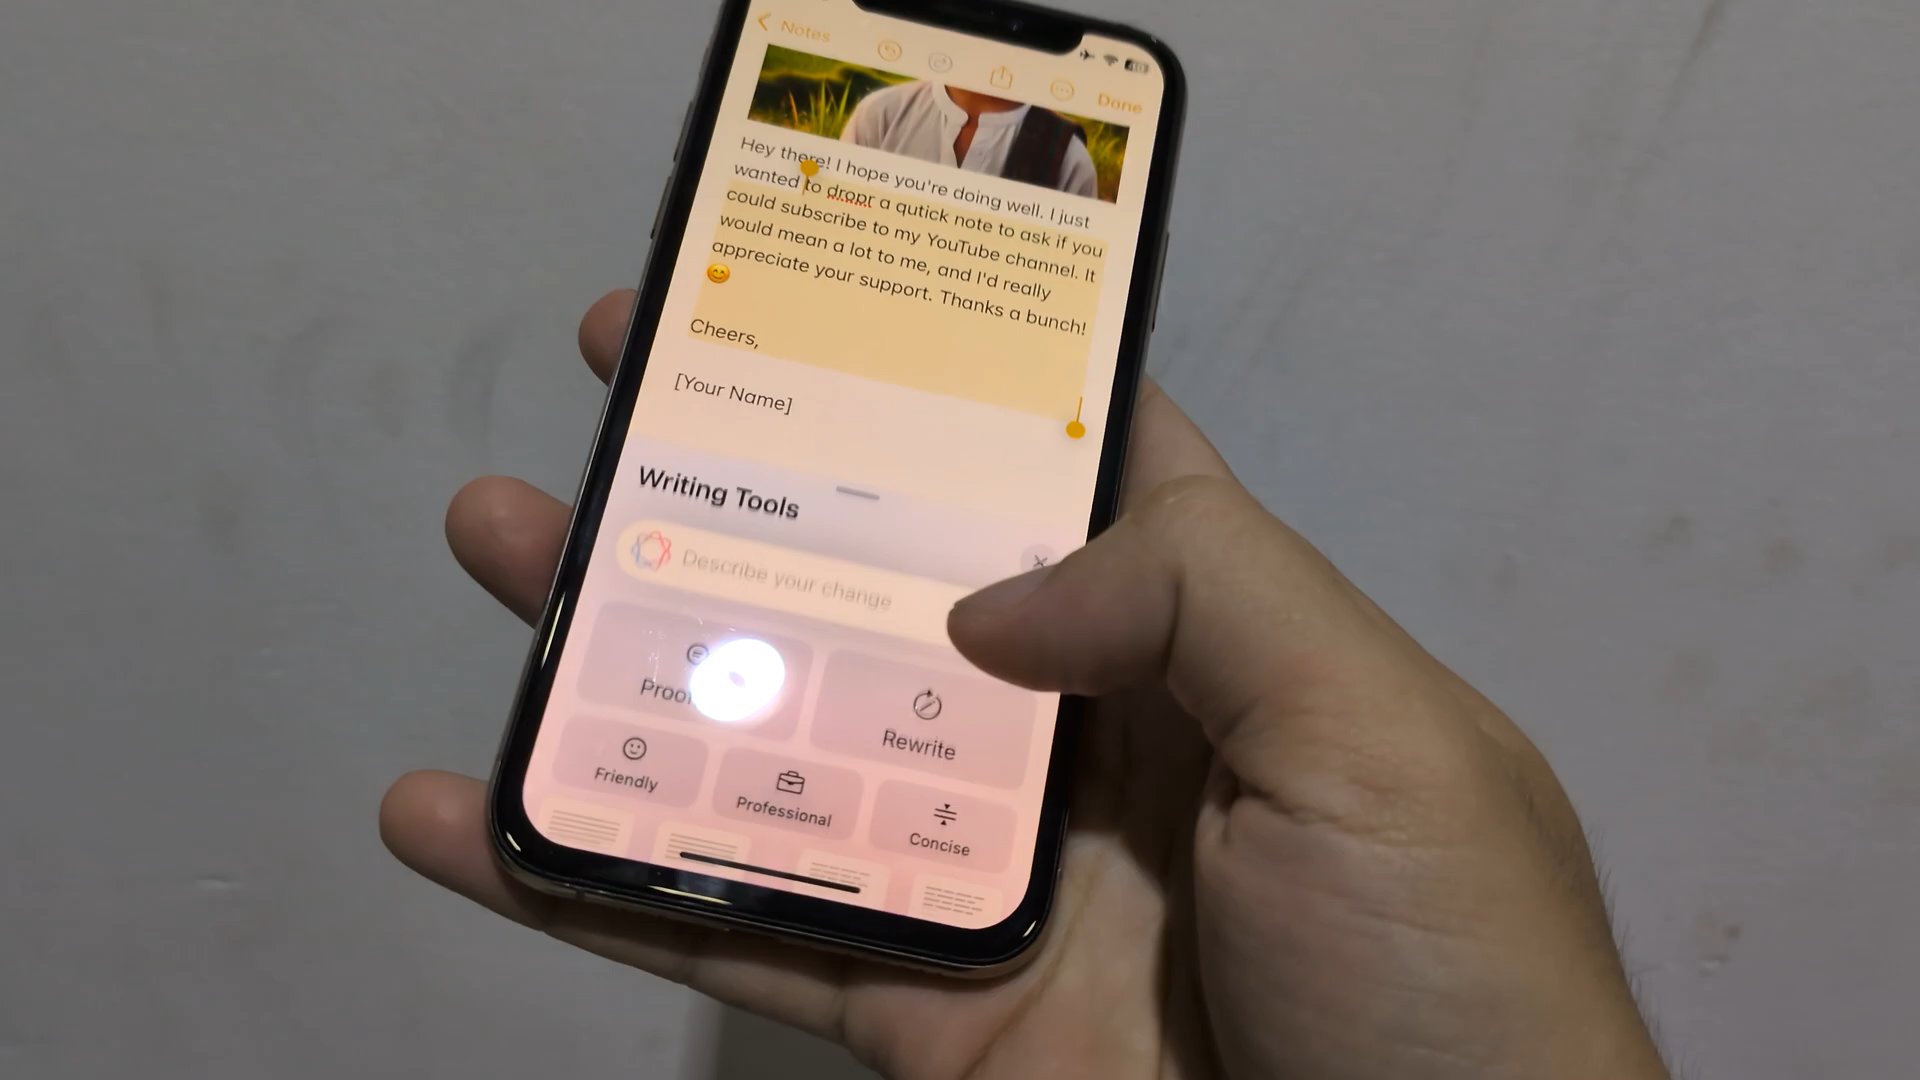 Notes
Done
Hey there! I hope you're doing well. I just
wanted to dropr a qutick note to ask if you
could subscribe to my YouTube channel. It
would mean a lot to me, and I'd really
appreciate your support. Thanks a bunch!
😊
Cheers,
[Your Name]
Writing Tools
Describe your change
Rewrite
Friendly
Professional
Concise